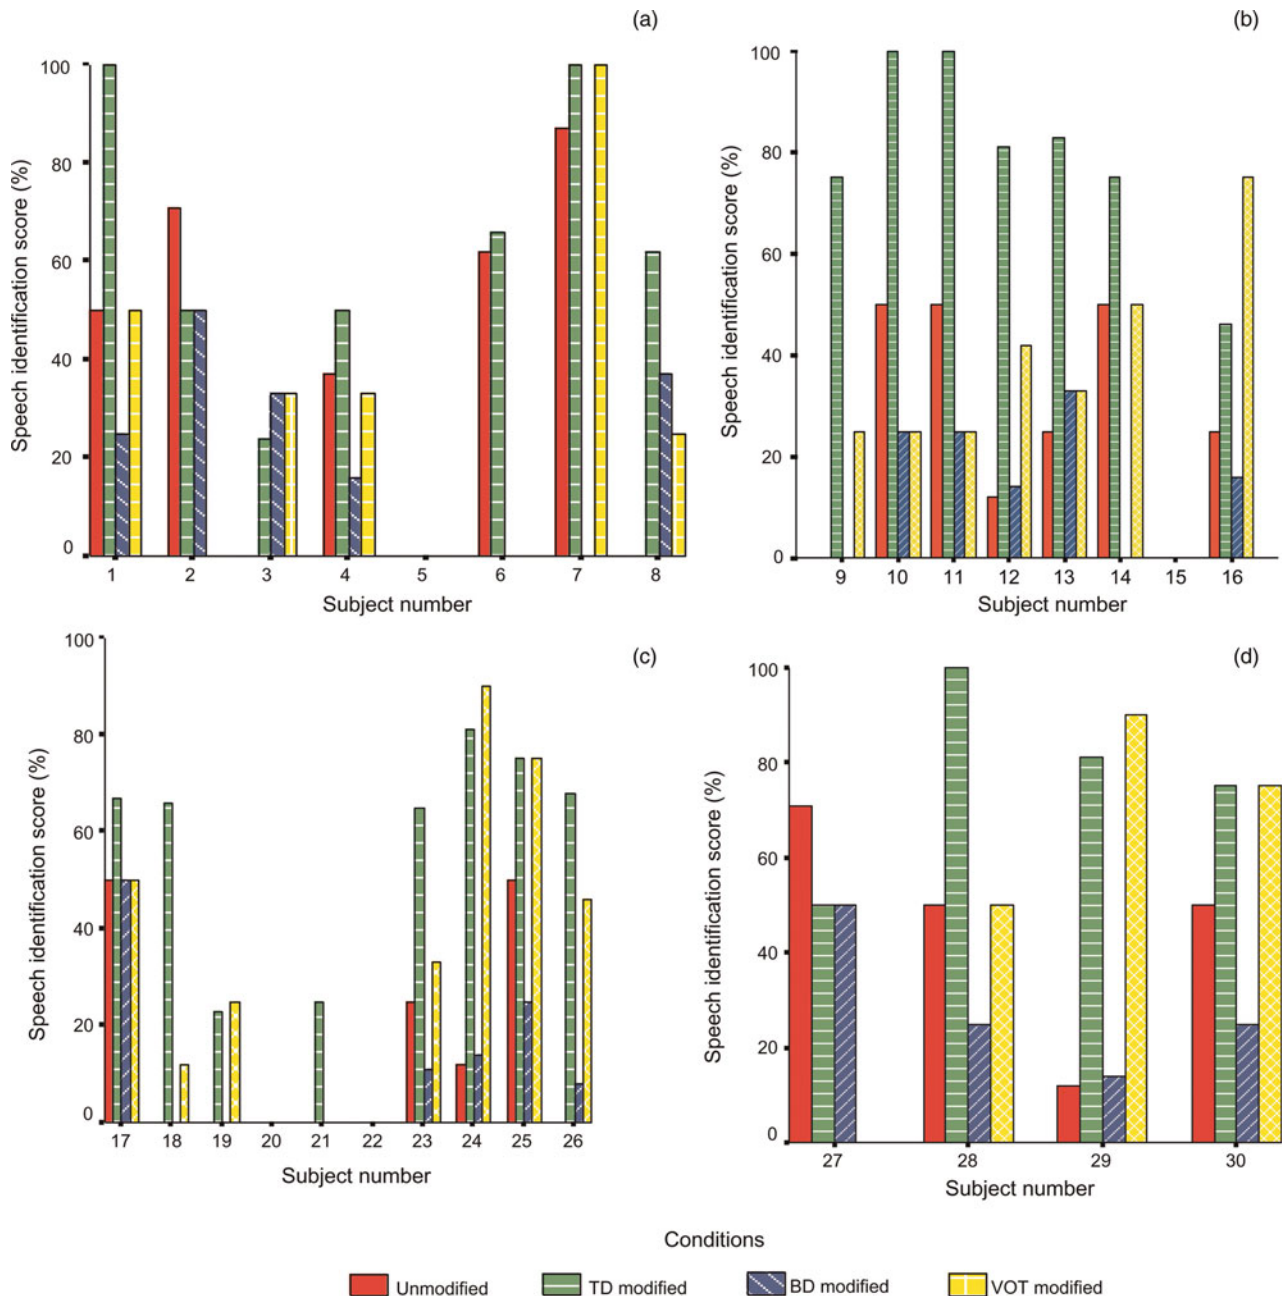 (a)
Speech identification score (%)
100
80
60
40
20
0
1 2 3 4 5 6 7 8
Subject number
(b)
Speech identification score (%)
100
80
60
40
20
0
9 10 11 12 13 14 15 16
Subject number
(c)
Speech identification score (%)
100
80
60
40
20
0
17 18 19 20 21 22 23 24 25 26
Subject number
(d)
Speech identification score (%)
100
80
60
40
20
0
27 28 29 30
Subject number
Conditions
Unmodified TD modified BD modified VOT modified